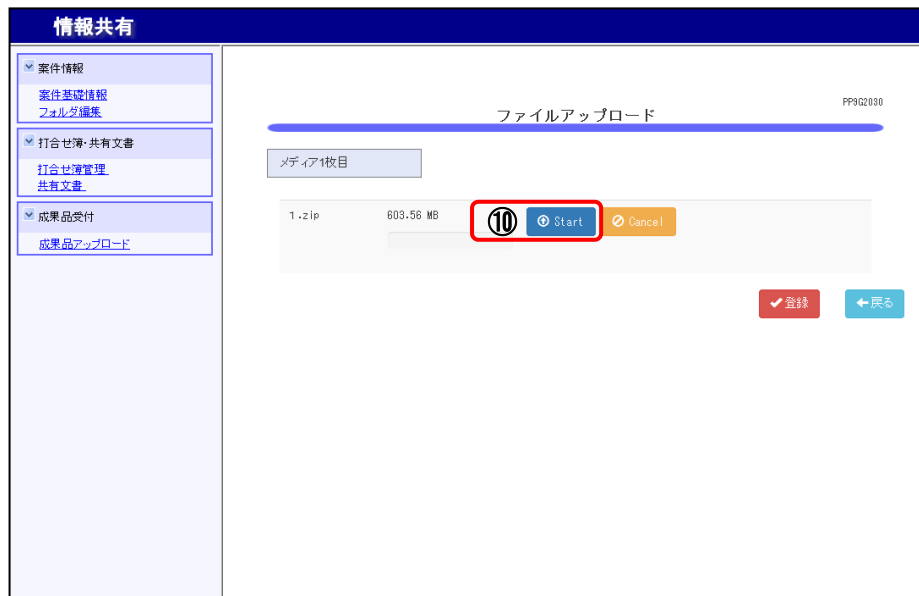 情報共有
案件情報
案件基礎情報
フォルダ編集
打合せ簿・共有文書
打合せ簿管理
共有文書
成果品受付
成果品アップロード
PP9G2030
ファイルアップロード
メディア1枚目
1.zip 603.56 MB ⑩ Start Cancel
登録 戻る